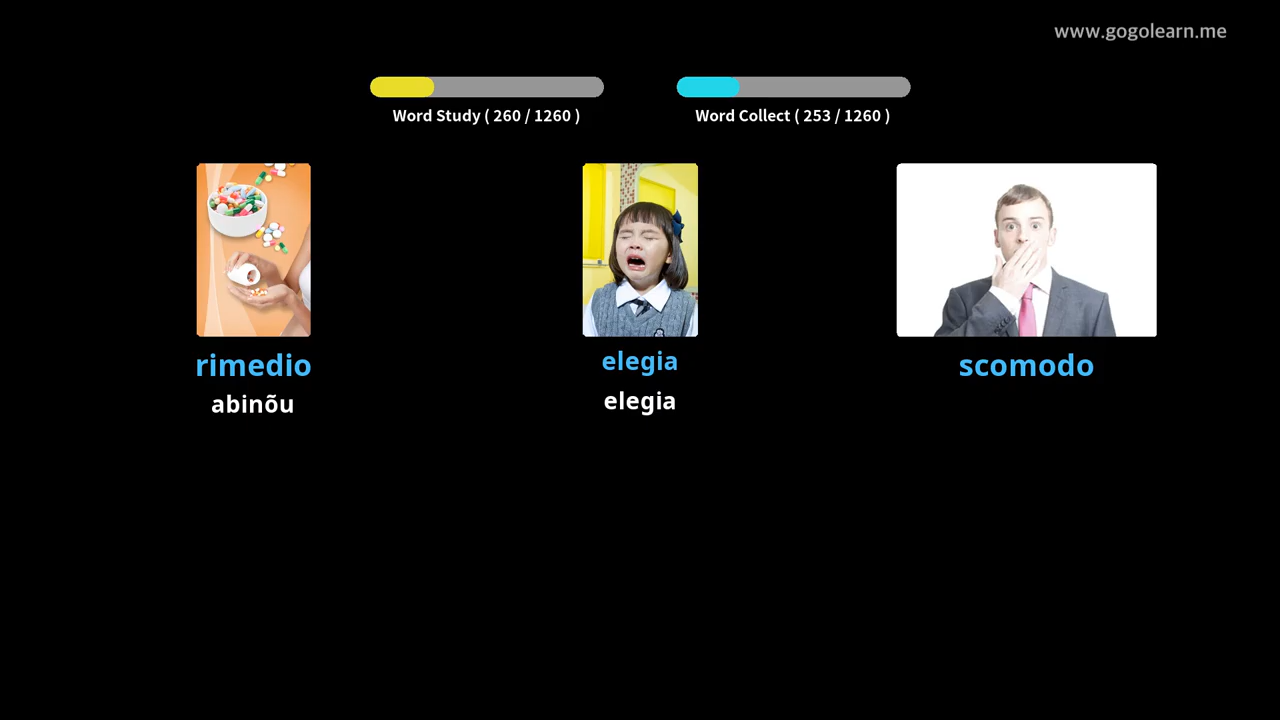 www.gogolearn.me
Word Study ( 260 / 1260 )
Word Collect ( 253 / 1260 )
rimedio
abinõu
elegia
elegia
scomodo